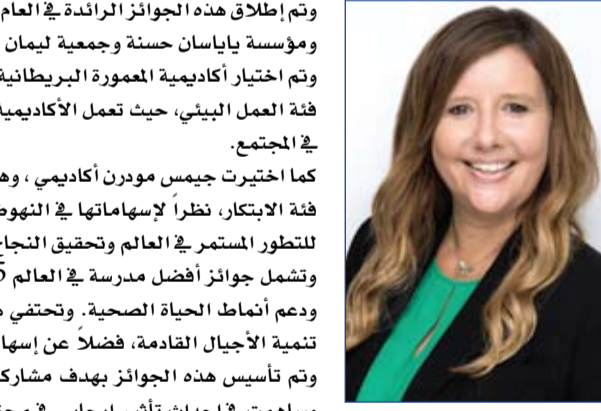 وتم إطلاق هذه الجوائز الرائدة في العام
ومؤسسة ياياسان حسنة وجمعية ليمان
وتم اختيار أكاديمية المعمورة البريطانية
فئة العمل البيئي، حيث تعمل الأكاديمية
في المجتمع.
كما اختيرت جيمس مودرن أكاديمي ، وه
فئة الابتكار، نظراً لإسهاماتها في النهوض
للتطور المستمر في العالم وتحقيق النجاح
وتشمل جوائز أفضل مدرسة في العالم
ودعم أنماط الحياة الصحية. وتحتفي
تنمية الأجيال القادمة، فضلاً عن إسها
وتم تأسيس هذه الجوائز بهدف مشارك